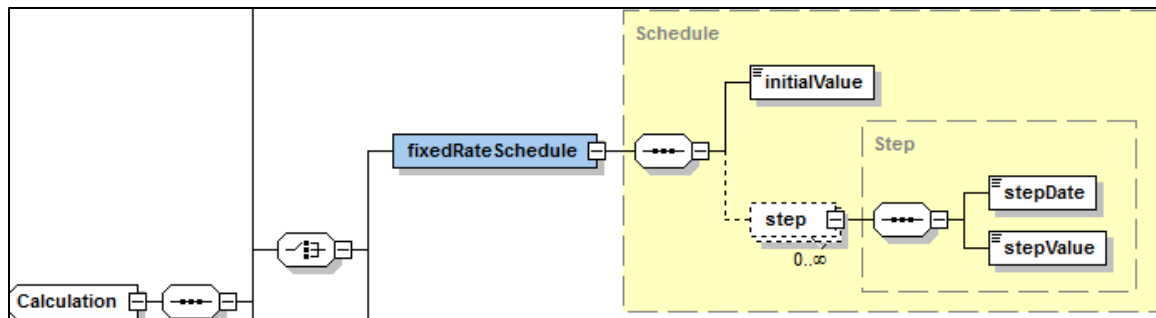 Schedule
initialValue
fixedRateSchedule
Step
stepDate
step
stepValue
0..∞
Calculation